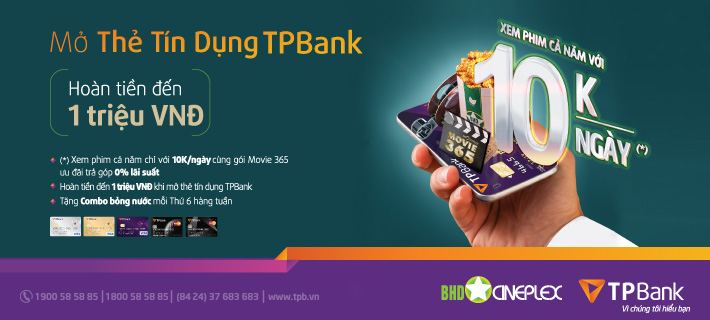 Mở Thẻ Tín Dụng TPBank
Hoàn tiền đến
1 triệu VNĐ
(*) Xem phim cả năm chỉ với 10K/ngày cùng gói Movie 365
ưu đãi trả góp 0% lãi suất
Hoàn tiền đến 1 triệu VNĐ khi mở thẻ tín dụng TPBank
Tặng Combo bỏng nước mỗi Thứ 6 hàng tuần
XEM PHIM CẢ NĂM VỚI
10K
NGÀY (*)
MOVIE
365
TPBank
1900 58 58 85 | 1800 58 58 85 | (84 24) 37 683 683 | www.tpb.vn
BHD CINEPLEX
TPBank
Vì chúng tôi hiểu bạn